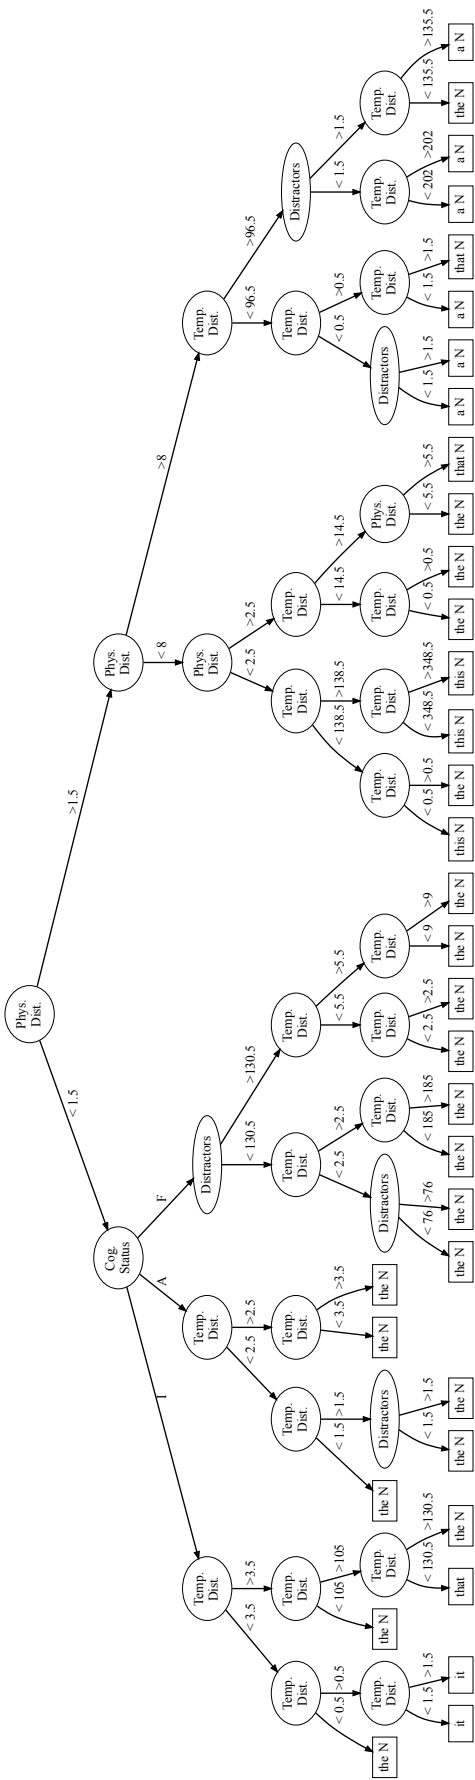 Phys.
Dist.
< 1.5 >1.5
Cog. Phys.
Status Dist.
I A F < 8 >8
Temp. Temp. Distractors Phys. Temp.
Dist. Dist. Dist. Dist.
< 3.5 >3.5 < 2.5 >2.5 < 130.5 >130.5 < 2.5 >2.5 < 96.5 >96.5
Temp. Temp. Temp. Temp. Temp. Temp. Temp. Temp. Temp. Distractors
Dist. Dist. Dist. Dist. Dist. Dist. Dist. Dist. Dist.
< 0.5 >0.5 < 105 >105 < 1.5 >1.5 < 3.5 >3.5 < 2.5 >2.5 < 5.5 >5.5 < 138.5 >138.5 < 14.5 >14.5 < 0.5 >0.5 < 1.5 >1.5
the N Temp. the N Temp. the N Distractors the N the N Distractors Temp. Temp. Temp. Temp. Temp. Temp. Phys. Distractors Temp. Temp. Temp.
Dist. Dist. Dist. Dist. Dist. Dist. Dist. Dist. Dist. Dist. Dist. Dist.
< 1.5 >1.5 < 130.5 >130.5 < 1.5 >1.5 < 76 >76 < 185 >185 < 2.5 >2.5 < 9 >9 < 0.5 >0.5 < 348.5 >348.5 < 0.5 >0.5 < 5.5 >5.5 < 1.5 >1.5 < 1.5 >1.5 < 202 >202 < 135.5 >135.5
it it that the N the N the N the N the N the N the N the N the N the N the N this N the N this N this N the N the N the N that N a N a N a N that N a N a N the N a N